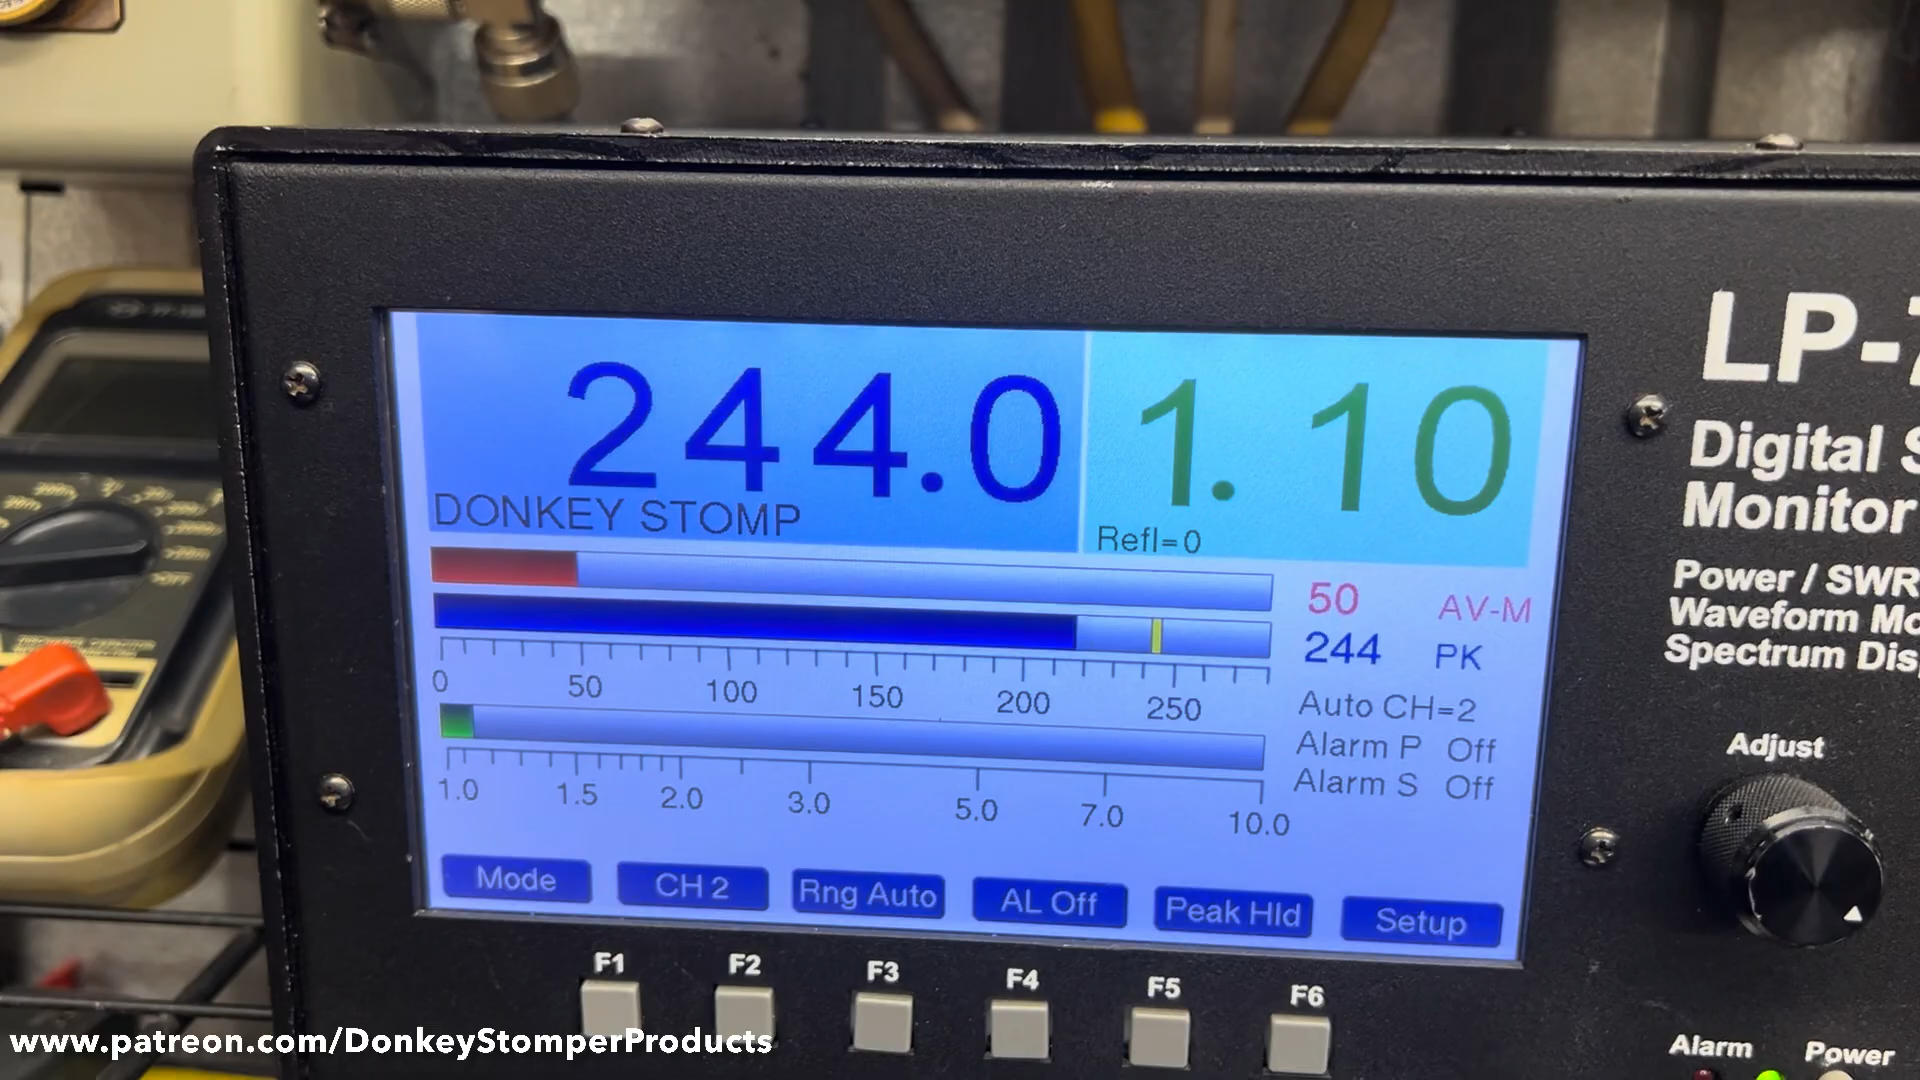 LP-
Digital S
Monitor
Power / SWR
Waveform Mo
Spectrum Dis
244.0
1.10
DONKEY STOMP
Refl=0
50 AV-M
244 PK
0 50 100 150 200 250
Auto CH=2
Alarm P Off
Alarm S Off
1.0 1.5 2.0 3.0 5.0 7.0 10.0
Mode CH 2 Rng Auto AL Off Peak Hld Setup
F1 F2 F3 F4 F5 F6
Adjust
Alarm Power
www.patreon.com/DonkeyStomperProducts